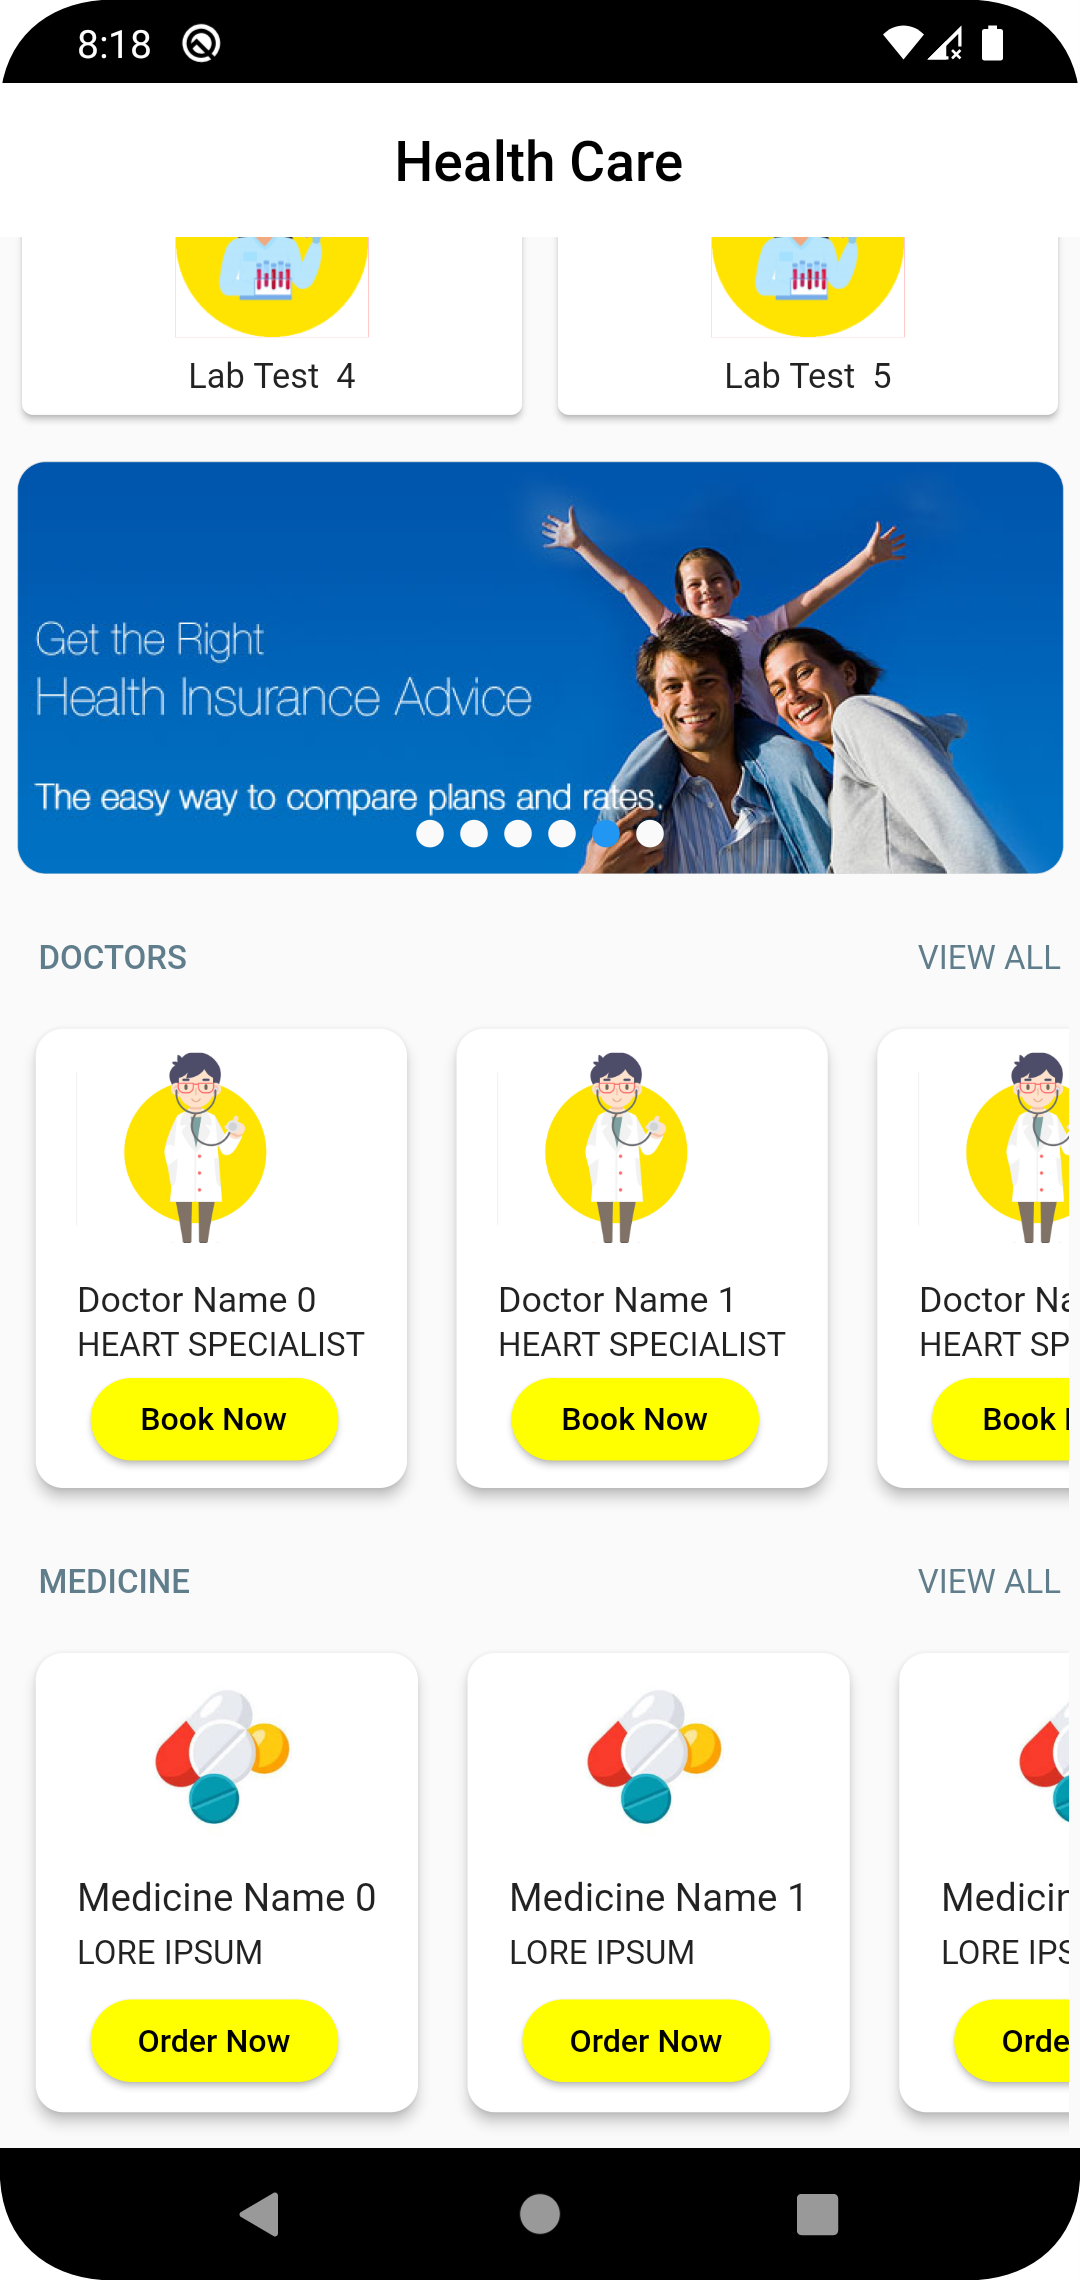 8:18
Health Care
Lab Test 4
Lab Test 5
Get the Right
Health Insurance Advice
The easy way to compare plans and rates.
DOCTORS
VIEW ALL
Doctor Name 0
HEART SPECIALIST
Book Now
Doctor Name 1
HEART SPECIALIST
Book Now
Doctor Na
HEART SP
Book
MEDICINE
VIEW ALL
Medicine Name 0
LORE IPSUM
Order Now
Medicine Name 1
LORE IPSUM
Order Now
Medicin
LORE IPS
Orde